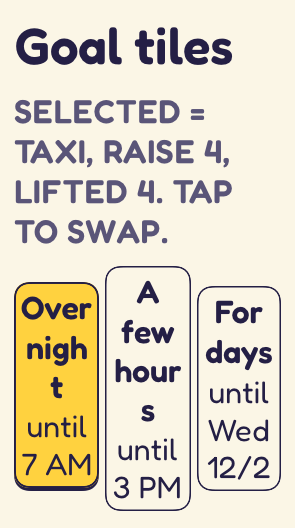 Goal tiles
SELECTED =
TAXI, RAISE 4,
LIFTED 4. TAP
TO SWAP.
Over
nigh
t
until
7 AM
A
few
hour
s
until
3 PM
For
days
until
Wed
12/2